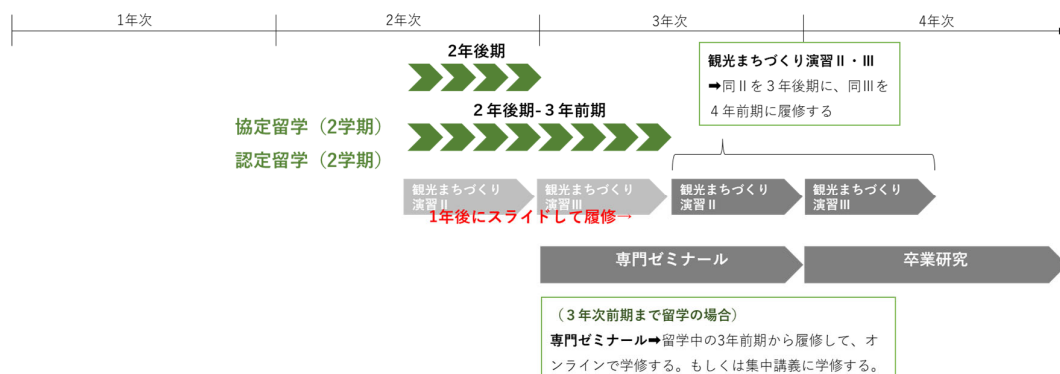 1年次
2年次
3年次
4年次
2年後期
観光まちづくり演習Ⅱ・Ⅲ
➡同Ⅱを３年後期に、同Ⅲを
４年前期に履修する
２年後期-３年前期
協定留学（2学期）
認定留学（2学期）
観光まちづくり
演習Ⅱ
観光まちづくり
演習Ⅲ
観光まちづくり
演習Ⅱ
観光まちづくり
演習Ⅲ
1年後にスライドして履修→
専門ゼミナール
卒業研究
（３年次前期まで留学の場合）
専門ゼミナール➡留学中の3年前期から履修して、オ
ンラインで学修する。もしくは集中講義に学修する。